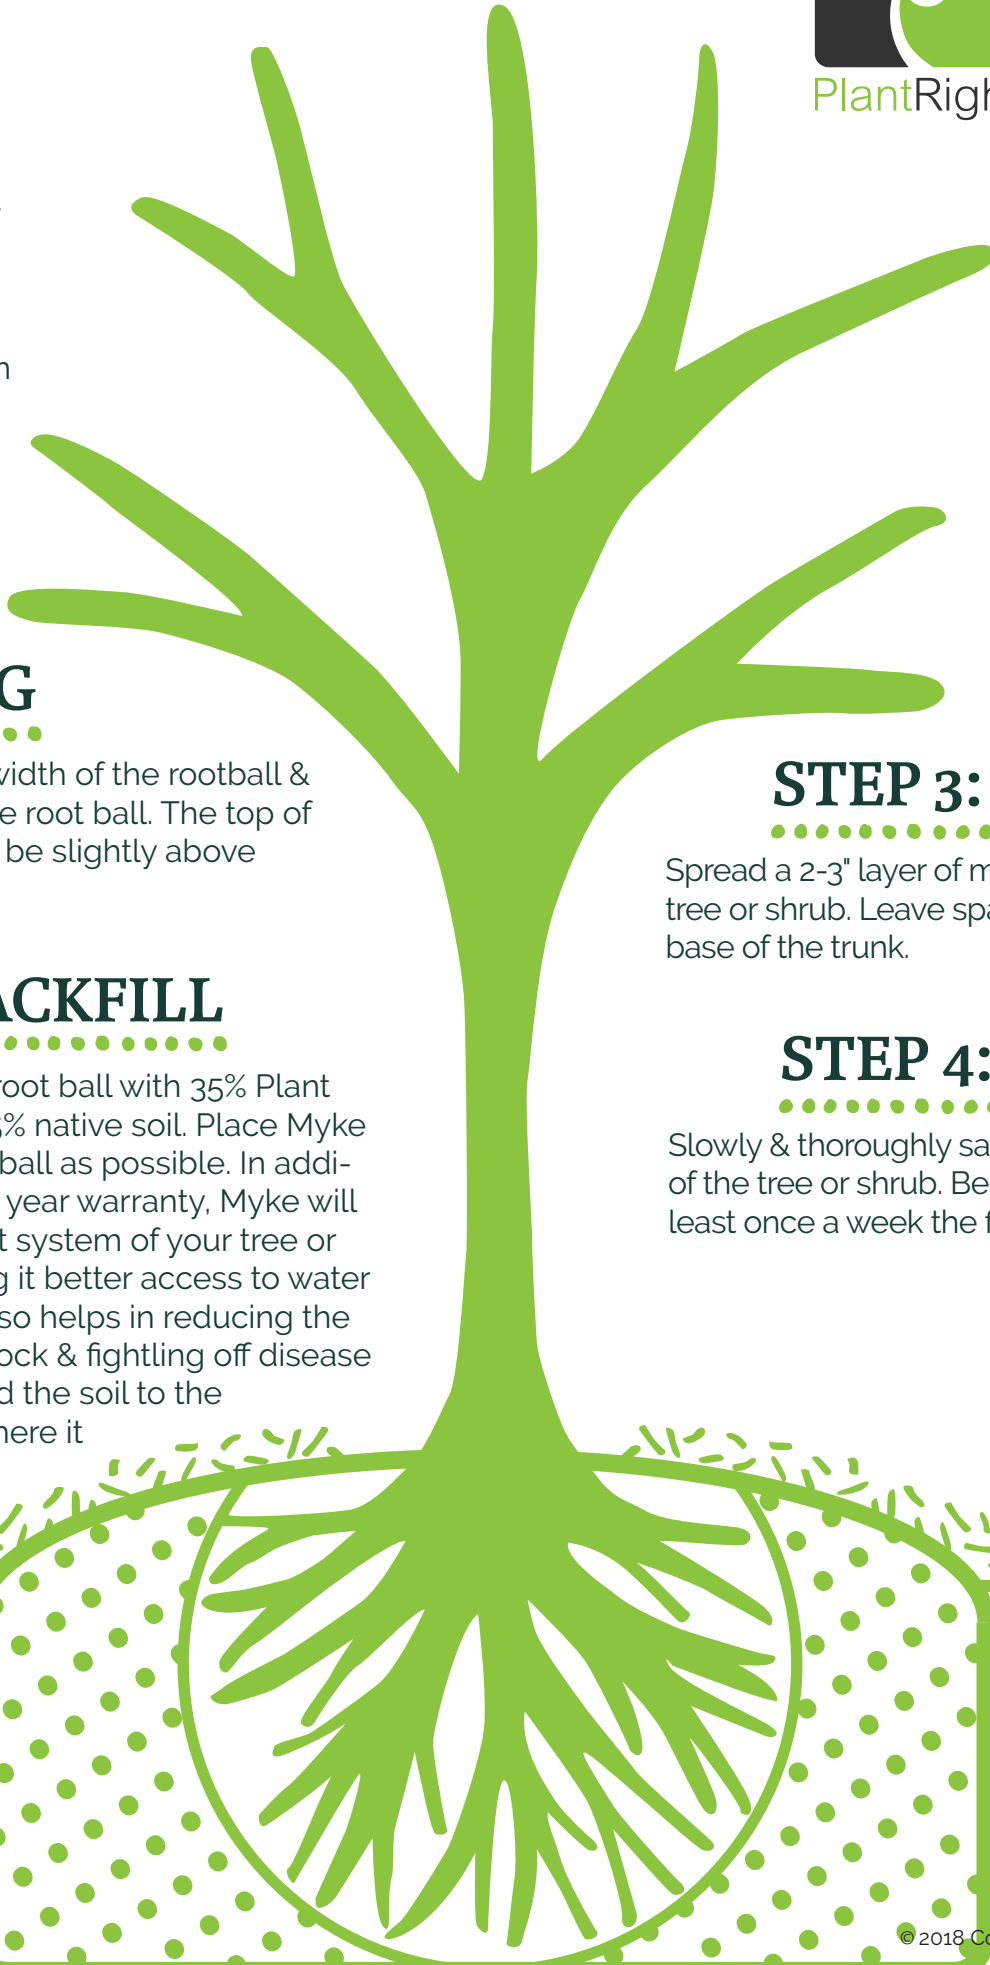 PlantRigh
G
width of the rootball &
e root ball. The top of
be slightly above
ACKFILL
root ball with 35% Plant
5% native soil. Place Myke
ball as possible. In addi-
year warranty, Myke will
t system of your tree or
g it better access to water
so helps in reducing the
ock & fightling off disease
d the soil to the
here it
STEP 3:
Spread a 2-3" layer of m
tree or shrub. Leave spa
base of the trunk.
STEP 4:
Slowly & thoroughly sa
of the tree or shrub. Be
least once a week the f
© 2018 Co